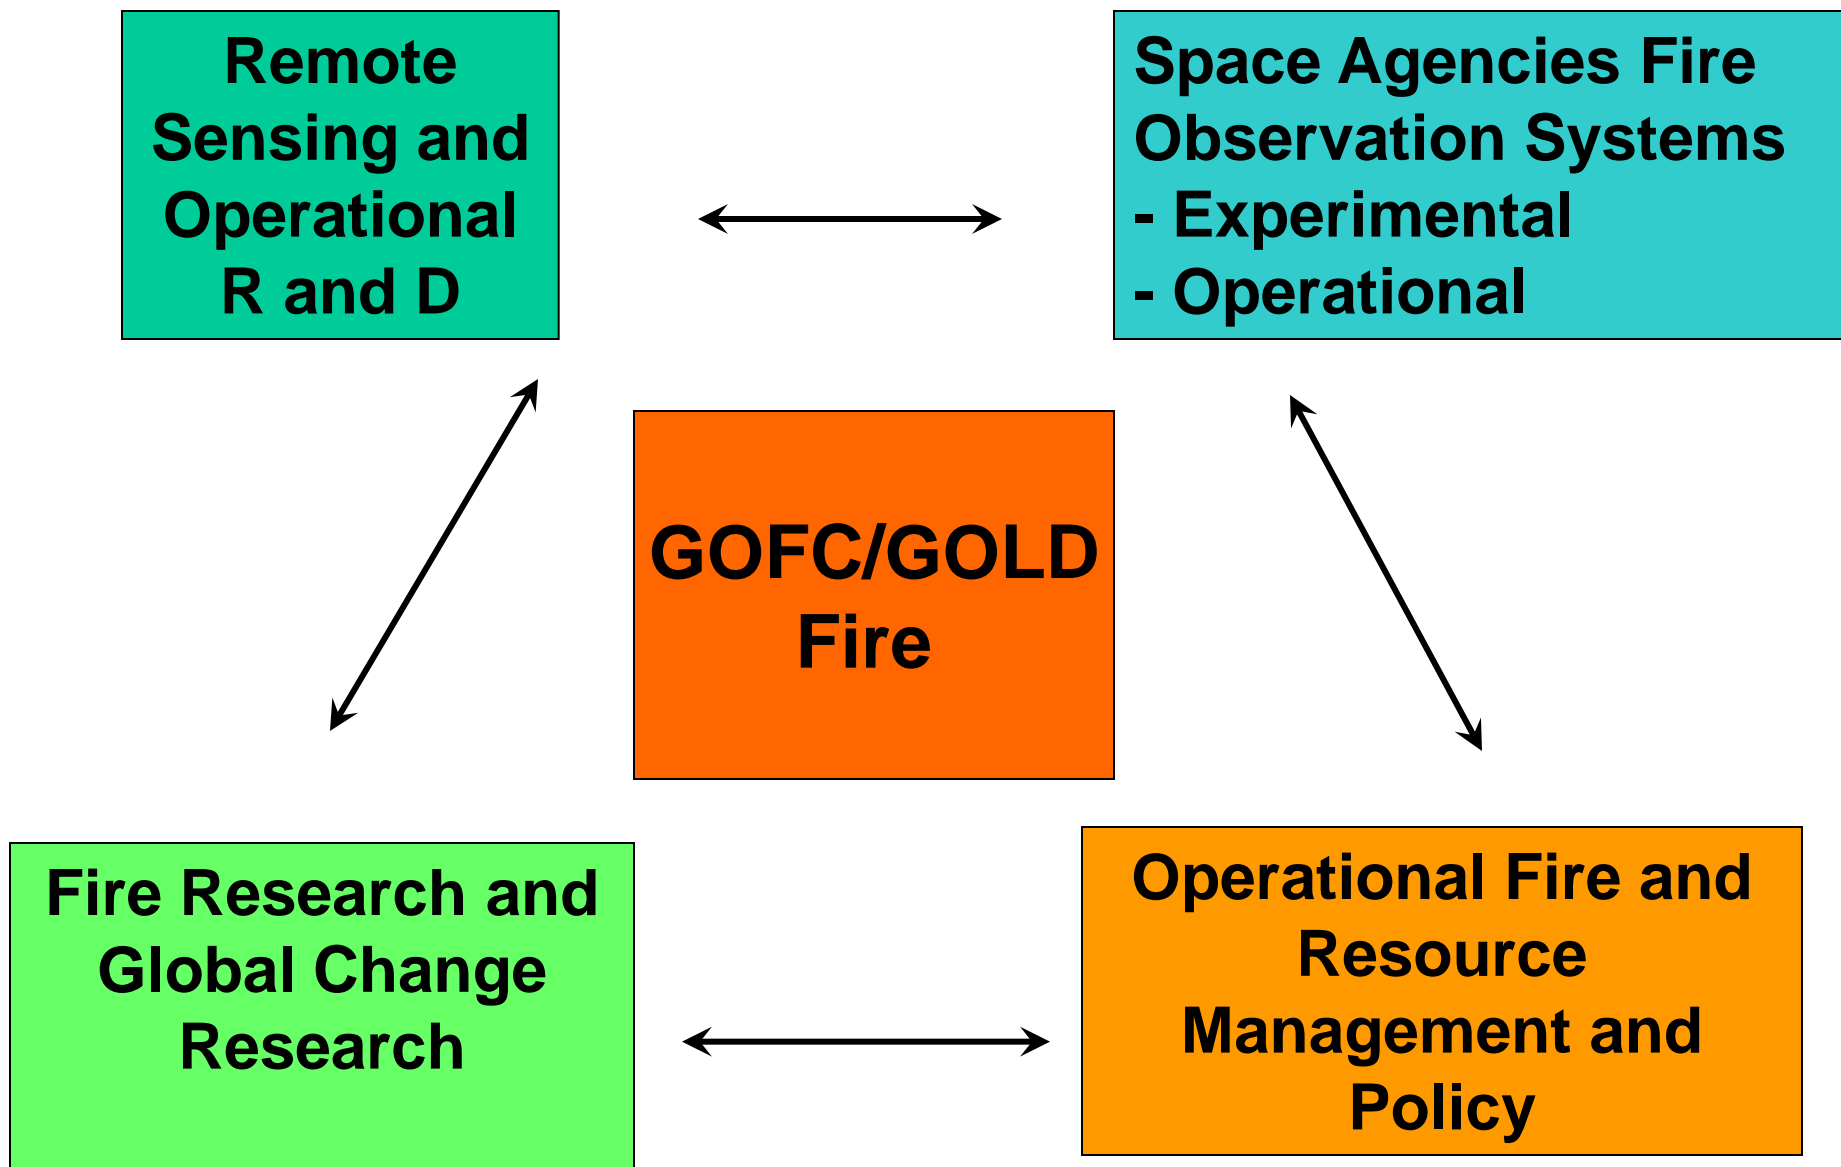 Remote
Sensing and
Operational
R and D
Space Agencies Fire
Observation Systems
- Experimental
- Operational
GOFC/GOLD
Fire
Fire Research and
Global Change
Research
Operational Fire and
Resource
Management and
Policy